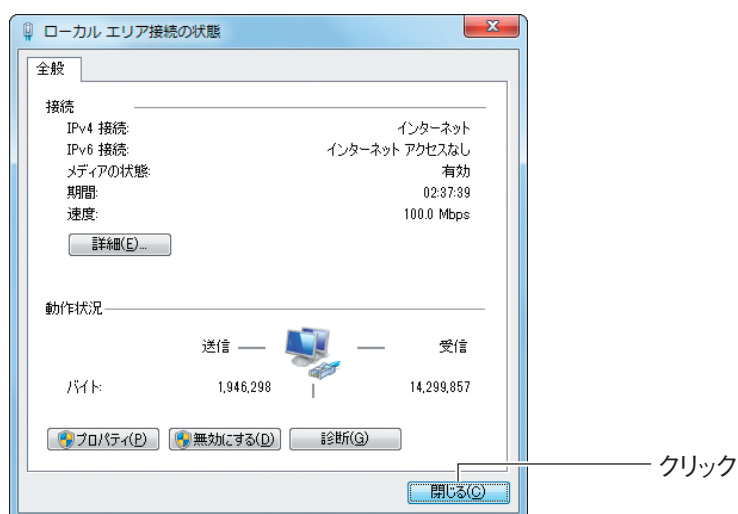 ローカル エリア接続の状態
全般
接続
IPv4 接続: インターネット
IPv6 接続: インターネット アクセスなし
メディアの状態: 有効
期間: 02:37:39
速度: 100.0 Mbps
詳細(E)...
動作状況
送信 — — 受信
バイト: 1,946,298 14,299,857
プロパティ(P) 無効にする(D) 診断(G)
閉じる(C) クリック